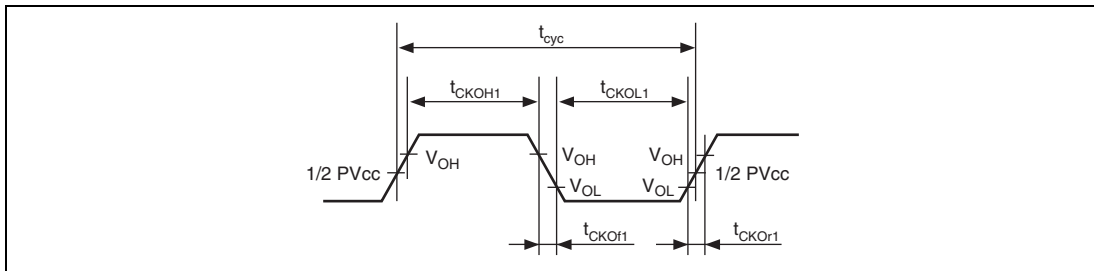 tcyc
tCKOH1 tCKOL1
VOH VOH VOH
1/2 PVcc 1/2 PVcc
VOL VOL
tCKOf1 tCKOr1